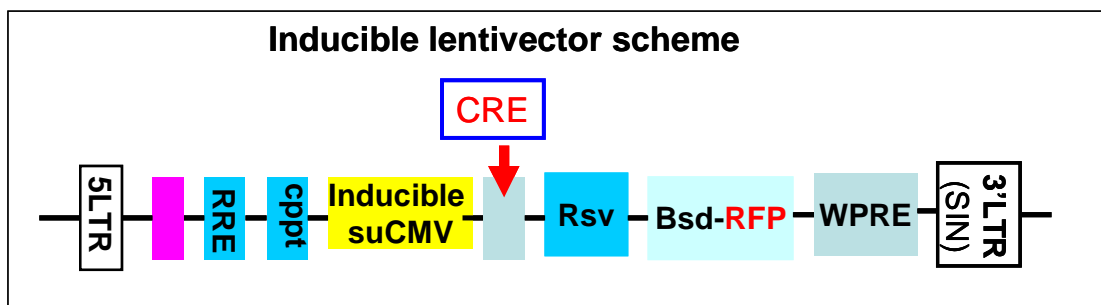 Inducible lentivector scheme
CRE
5LTR
RRE
cppt
Inducible
suCMV
Rsv
Bsd-RFP
WPRE
3'LTR
(SIN)